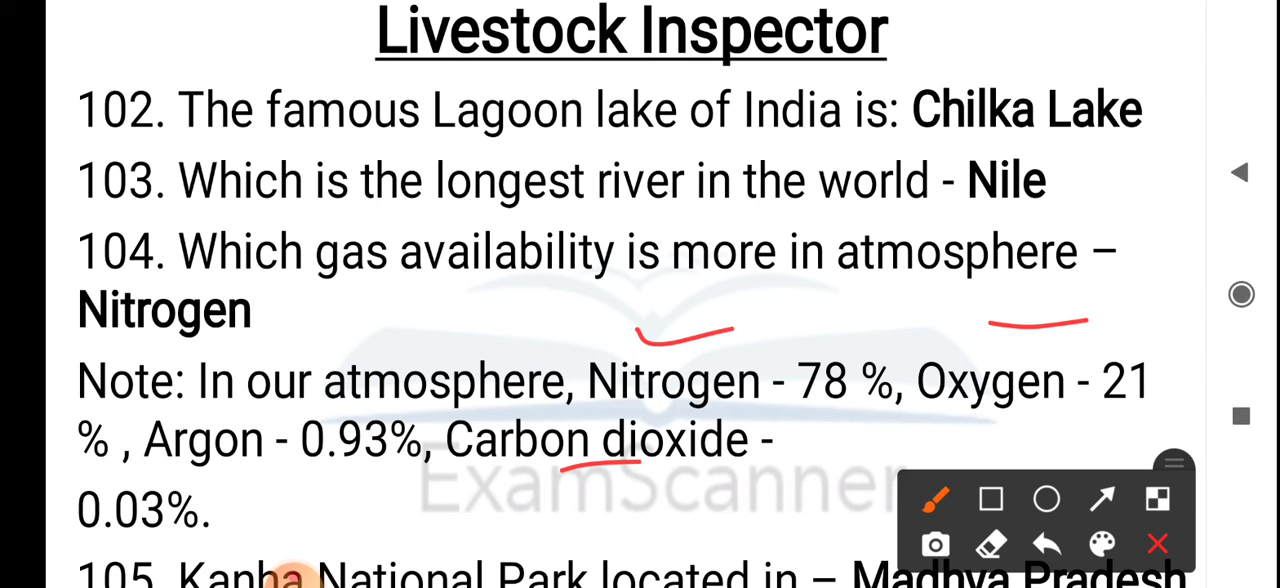 Livestock Inspector
102. The famous Lagoon lake of India is: Chilka Lake
103. Which is the longest river in the world - Nile
104. Which gas availability is more in atmosphere –
Nitrogen
Note: In our atmosphere, Nitrogen - 78 %, Oxygen - 21
% , Argon - 0.93%, Carbon dioxide -
ExamScanner
0.03%.
105. Kanha National Park located in – Madhya Pradesh